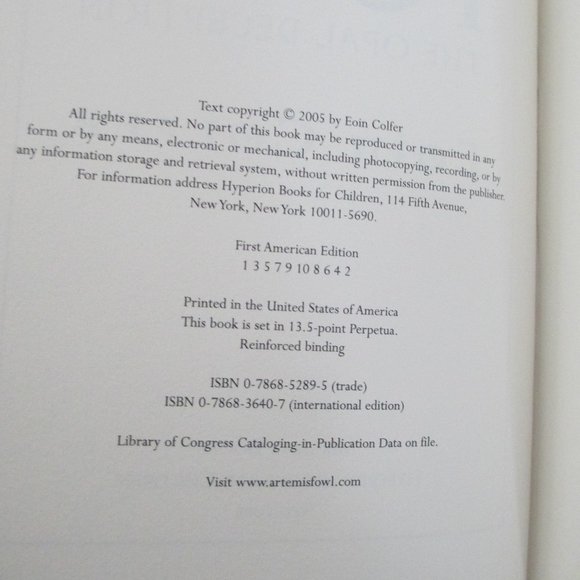 Text copyright © 2005 by Eoin Colfer
All rights reserved. No part of this book may be reproduced or transmitted in any
form or by any means, electronic or mechanical, including photocopying, recording, or by
any information storage and retrieval system, without written permission from the publisher.
For information address Hyperion Books for Children, 114 Fifth Avenue,
New York, New York 10011-5690.
First American Edition
1 3 5 7 9 10 8 6 4 2
Printed in the United States of America
This book is set in 13.5-point Perpetua.
Reinforced binding
ISBN 0-7868-5289-5 (trade)
ISBN 0-7868-3640-7 (international edition)
Library of Congress Cataloging-in-Publication Data on file.
Visit www.artemisfowl.com